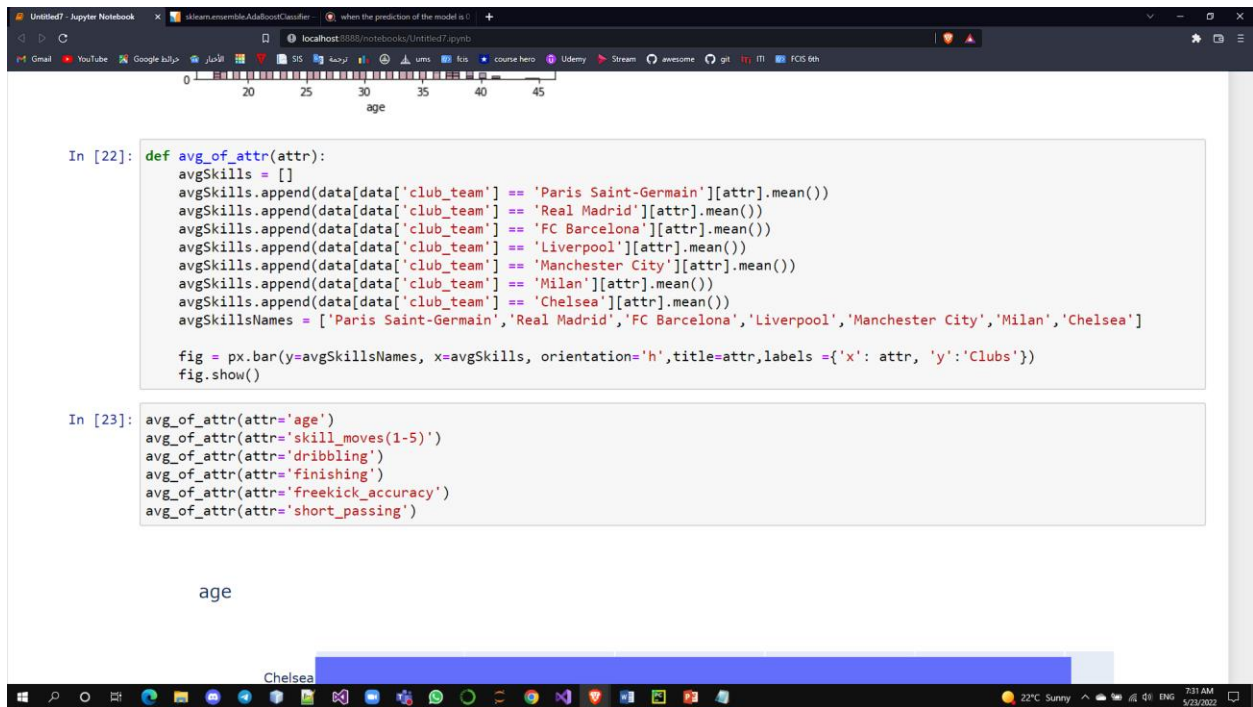 Untitled7 - Jupyter Notebook
sklearn.ensemble.AdaBoostClassifier
when the prediction of the model is 0
localhost:8888/notebooks/Untitled7.ipynb
Gmail YouTube Google خرائط الأخبار SIS ترجمة ums fcis course hero Udemy Stream awesome git ITI FCIS 6th
0
20 25 30 35 40 45
age
In [22]: def avg_of_attr(attr):
avgSkills = []
avgSkills.append(data[data['club_team'] == 'Paris Saint-Germain'][attr].mean())
avgSkills.append(data[data['club_team'] == 'Real Madrid'][attr].mean())
avgSkills.append(data[data['club_team'] == 'FC Barcelona'][attr].mean())
avgSkills.append(data[data['club_team'] == 'Liverpool'][attr].mean())
avgSkills.append(data[data['club_team'] == 'Manchester City'][attr].mean())
avgSkills.append(data[data['club_team'] == 'Milan'][attr].mean())
avgSkills.append(data[data['club_team'] == 'Chelsea'][attr].mean())
avgSkillsNames = ['Paris Saint-Germain','Real Madrid','FC Barcelona','Liverpool','Manchester City','Milan','Chelsea']
fig = px.bar(y=avgSkillsNames, x=avgSkills, orientation='h',title=attr,labels ={'x': attr, 'y':'Clubs'})
fig.show()
In [23]: avg_of_attr(attr='age')
avg_of_attr(attr='skill_moves(1-5)')
avg_of_attr(attr='dribbling')
avg_of_attr(attr='finishing')
avg_of_attr(attr='freekick_accuracy')
avg_of_attr(attr='short_passing')
age
Chelsea
22°C Sunny ENG 7:31 AM
5/23/2022